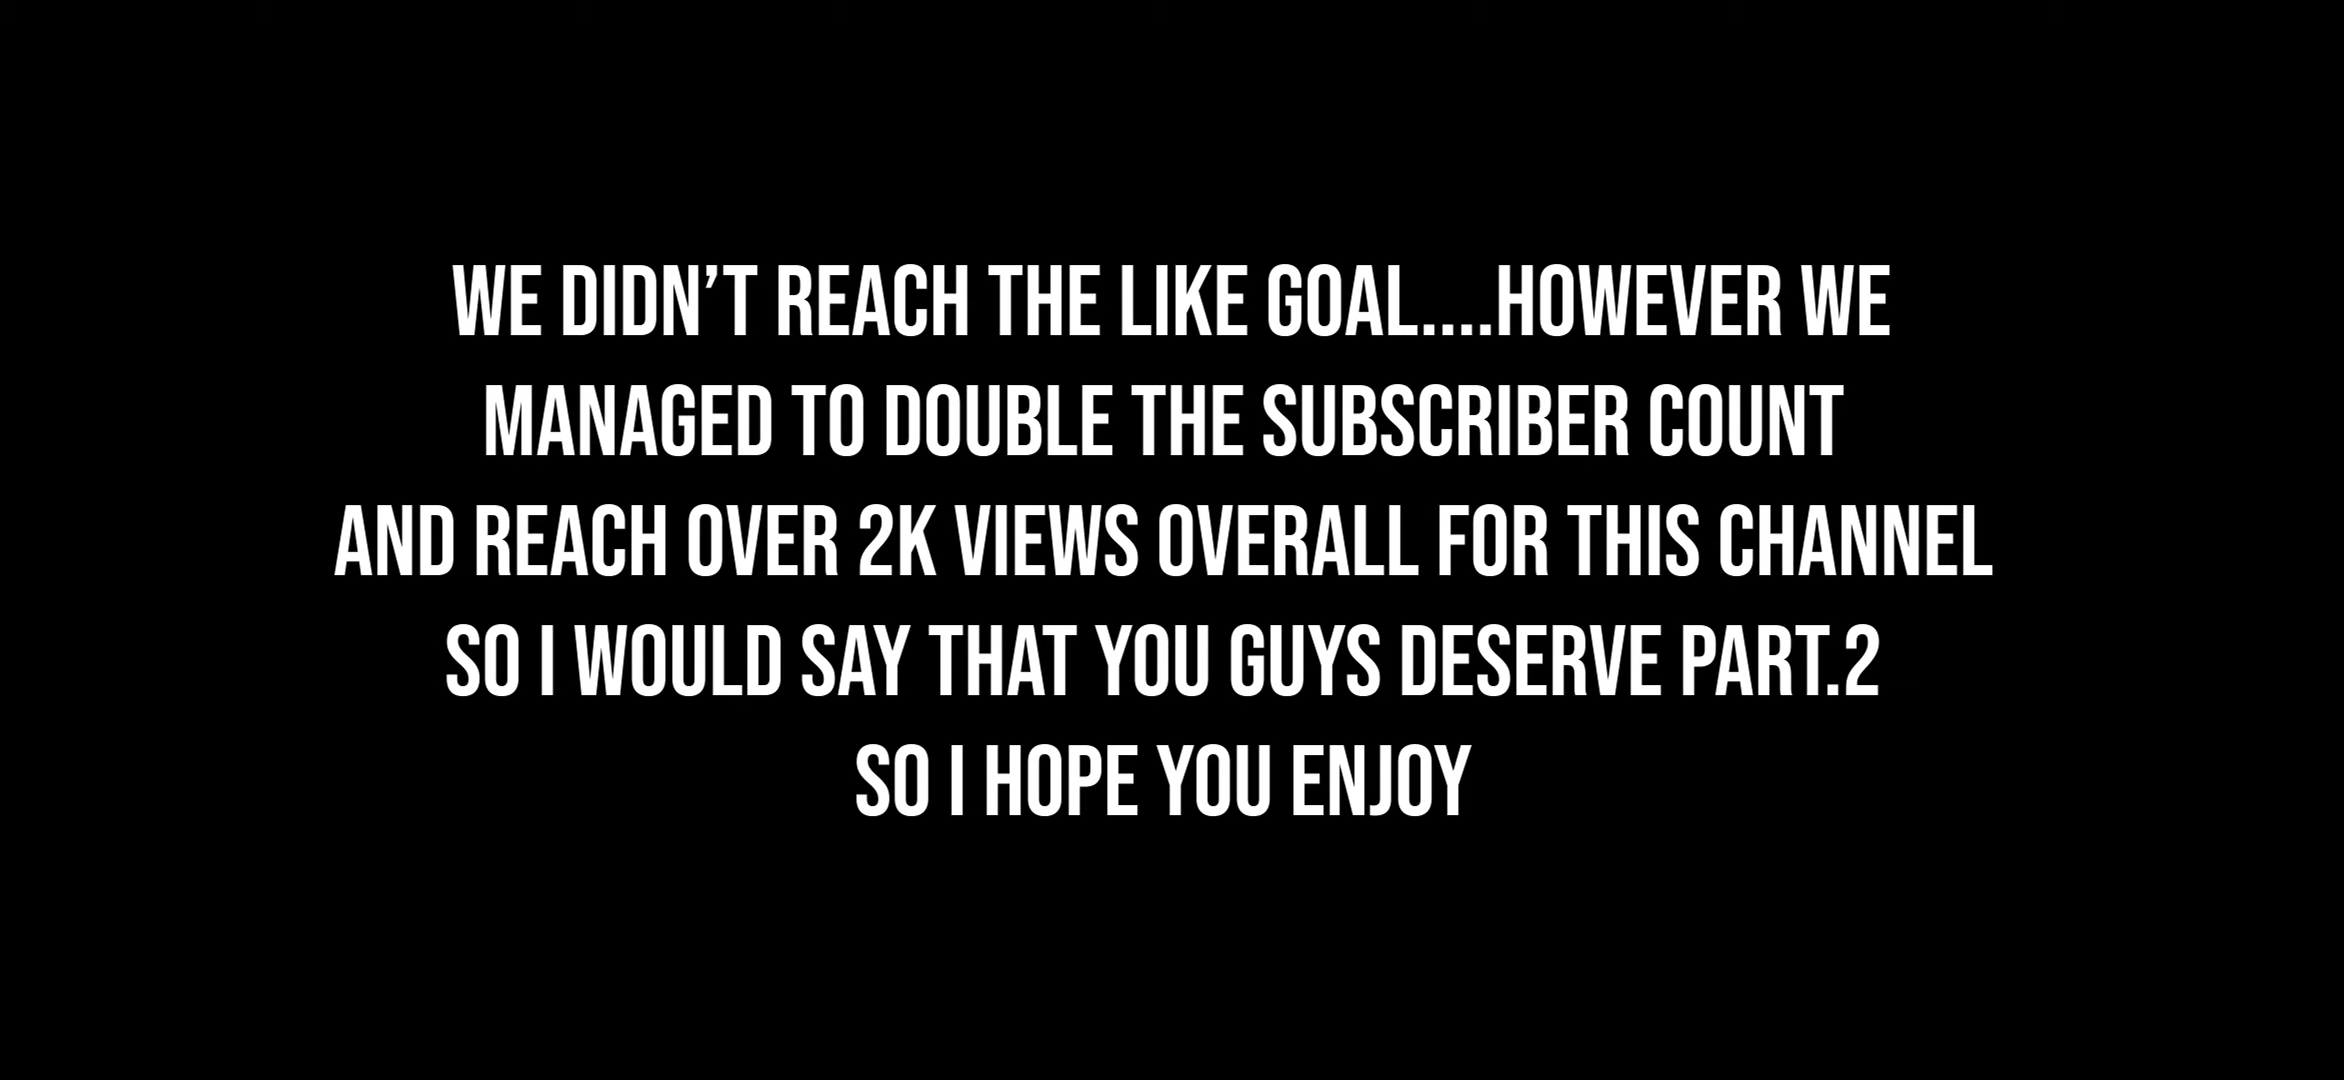 WE DIDN’T REACH THE LIKE GOAL....HOWEVER WE
MANAGED TO DOUBLE THE SUBSCRIBER COUNT
AND REACH OVER 2K VIEWS OVERALL FOR THIS CHANNEL
SO I WOULD SAY THAT YOU GUYS DESERVE PART.2
SO I HOPE YOU ENJOY